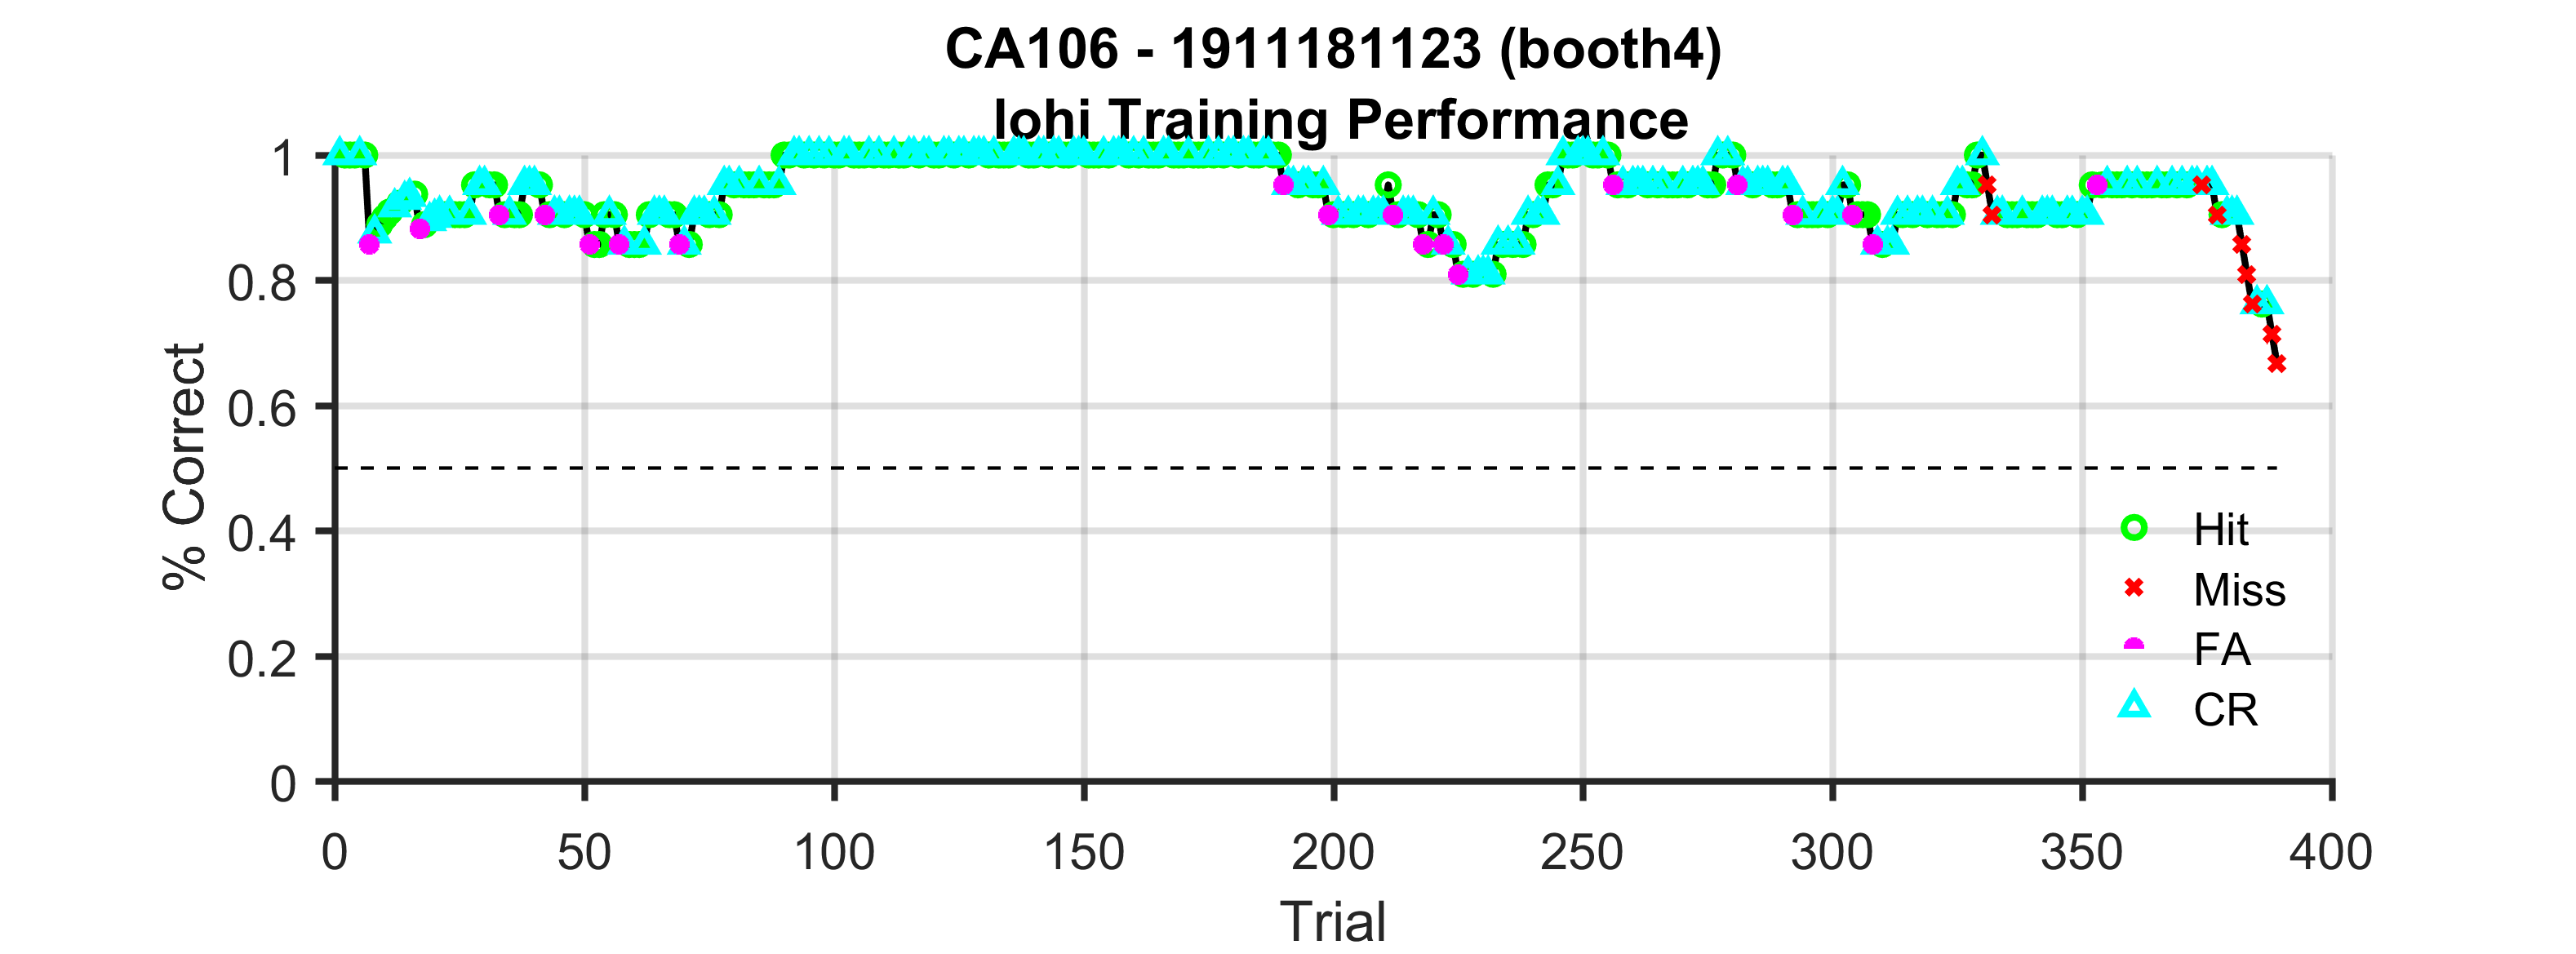 CA106 - 1911181123 (booth4)
lohi Training Performance
1
0.8
0.6
0.4
0.2
0
% Correct
Hit
Miss
FA
CR
0 50 100 150 200 250 300 350 400
Trial